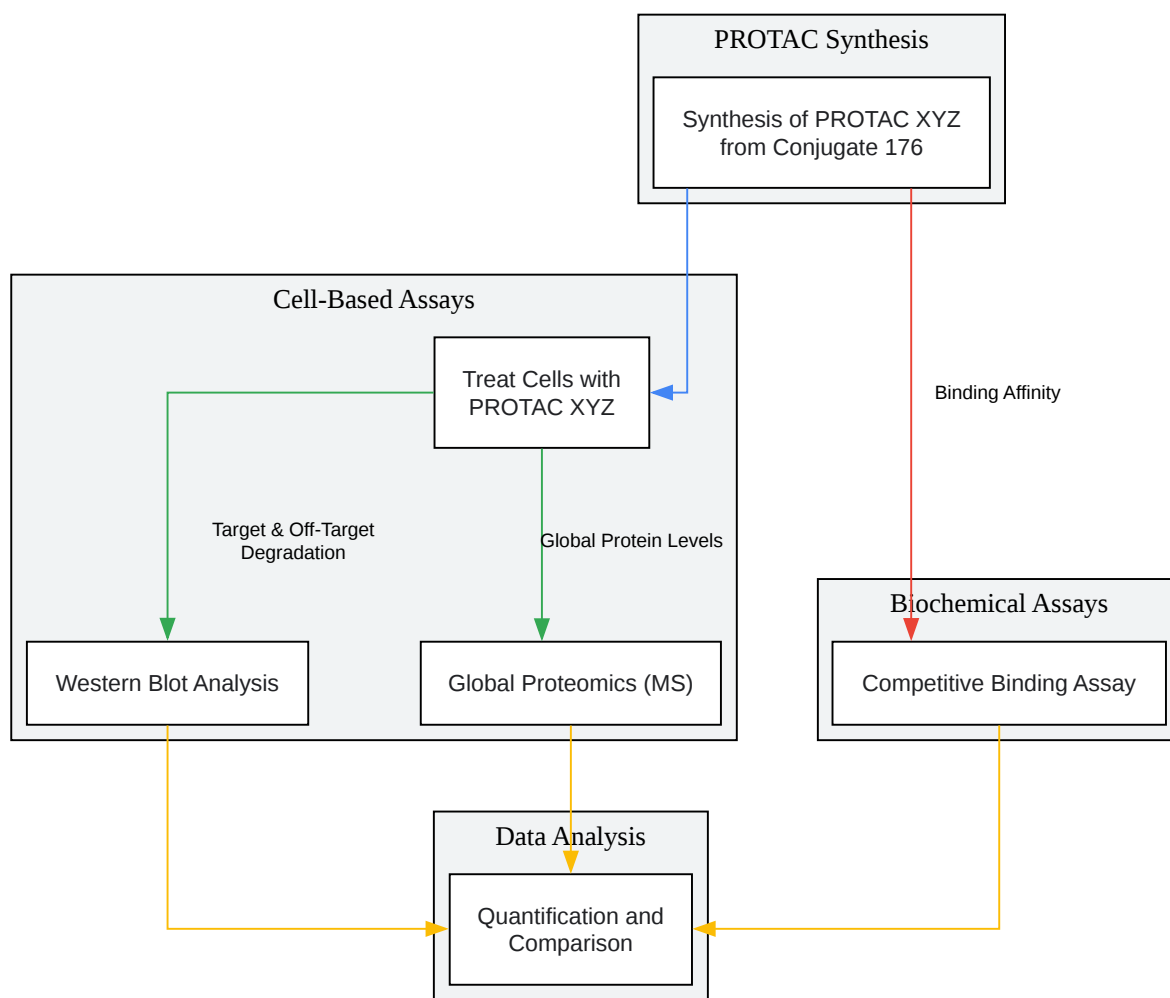 PROTAC Synthesis
Synthesis of PROTAC XYZ
from Conjugate 176
Cell-Based Assays
Treat Cells with
PROTAC XYZ
Binding Affinity
Target & Off-Target
Degradation
Global Protein Levels
Biochemical Assays
Western Blot Analysis
Global Proteomics (MS)
Competitive Binding Assay
Data Analysis
Quantification and
Comparison